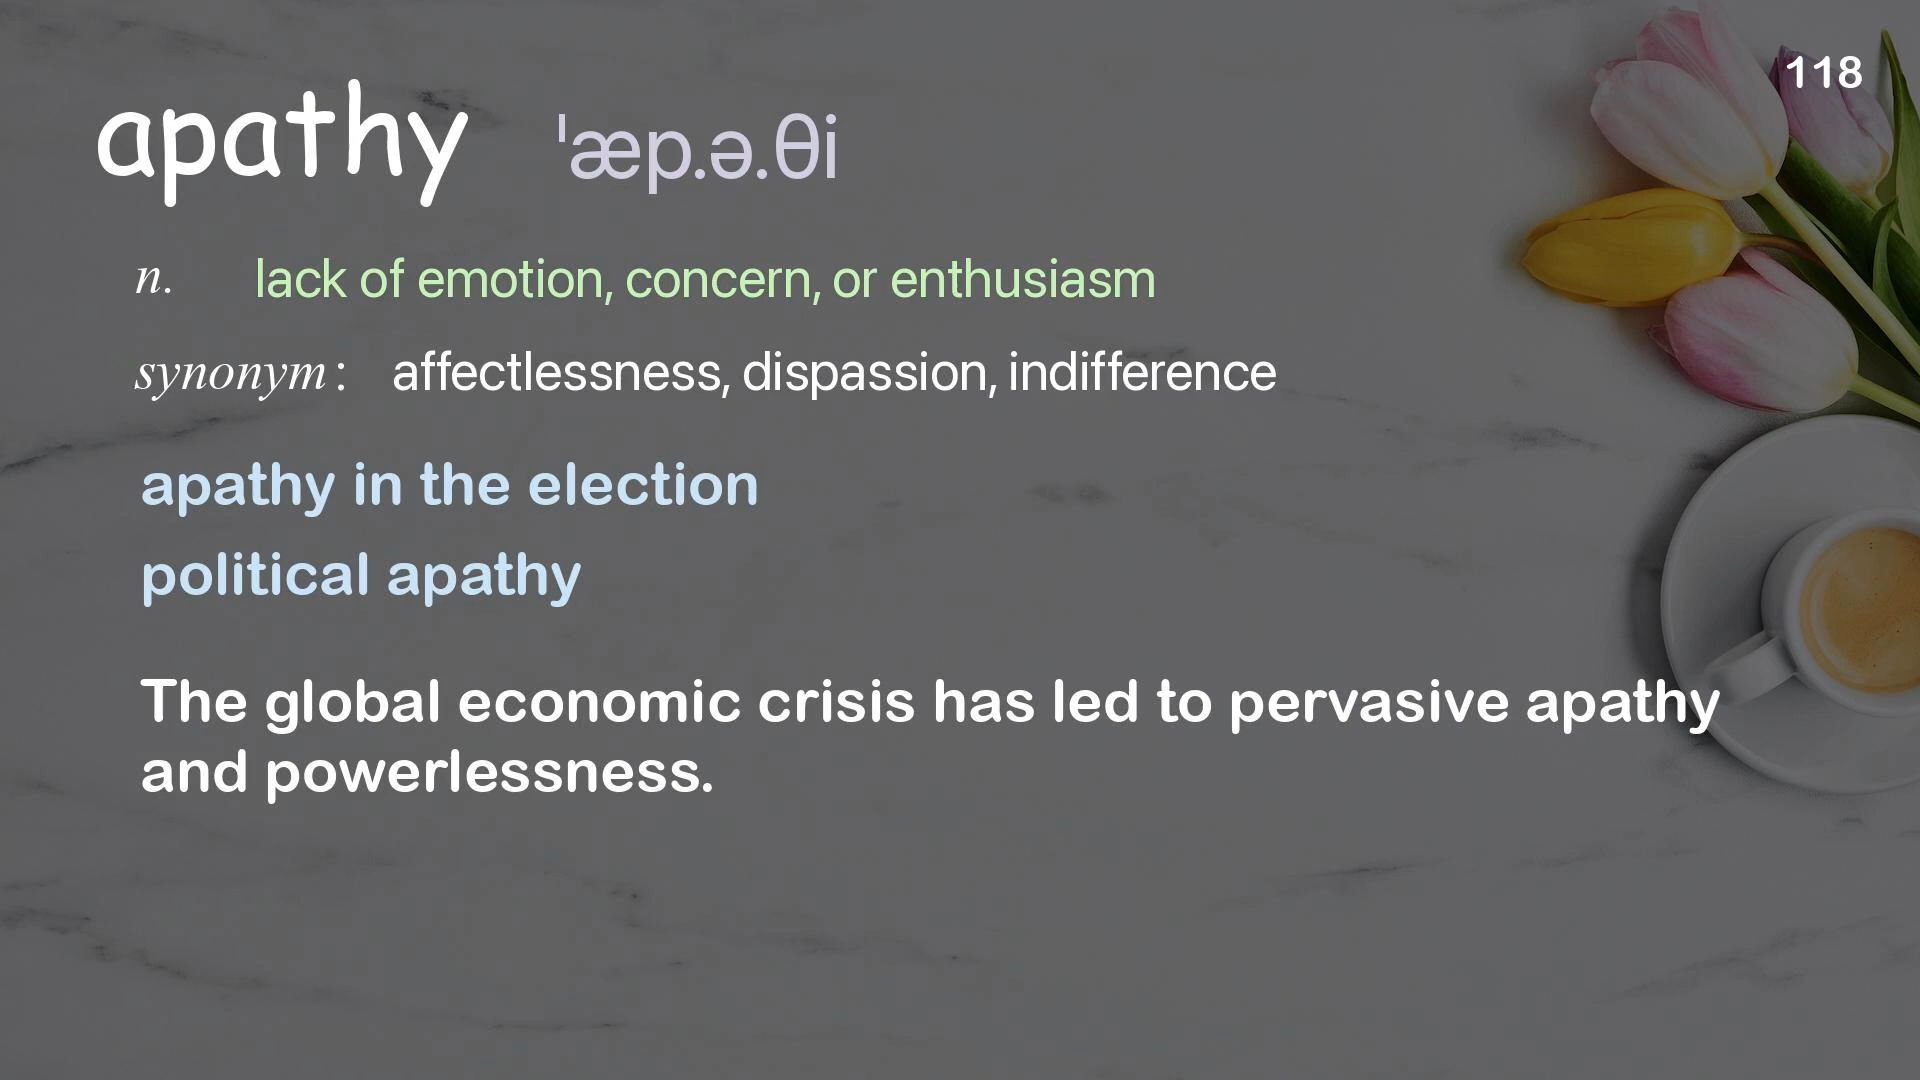 118
apathy ˈæp.ə.θi
n. lack of emotion, concern, or enthusiasm
synonym : affectlessness, dispassion, indifference
apathy in the election
political apathy
The global economic crisis has led to pervasive apathy
and powerlessness.